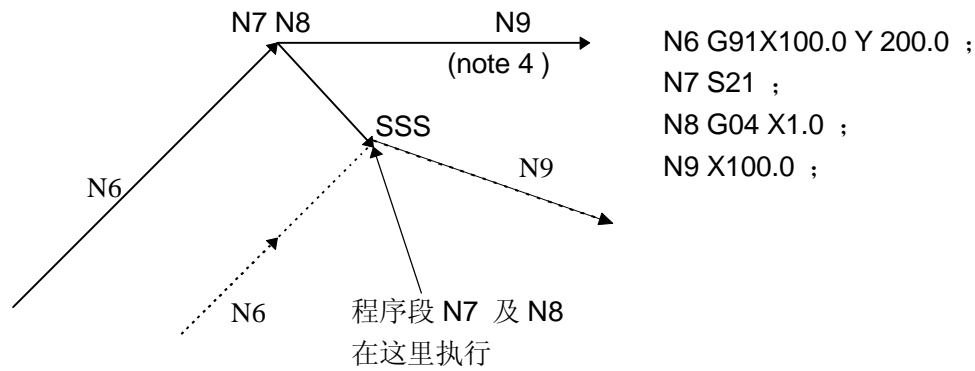 N7 N8
N9
(note 4 )
SSS
N9
N6
N6
程序段 N7 及 N8
在这里执行
N6 G91X100.0 Y 200.0 ；
N7 S21 ；
N8 G04 X1.0 ；
N9 X100.0 ；